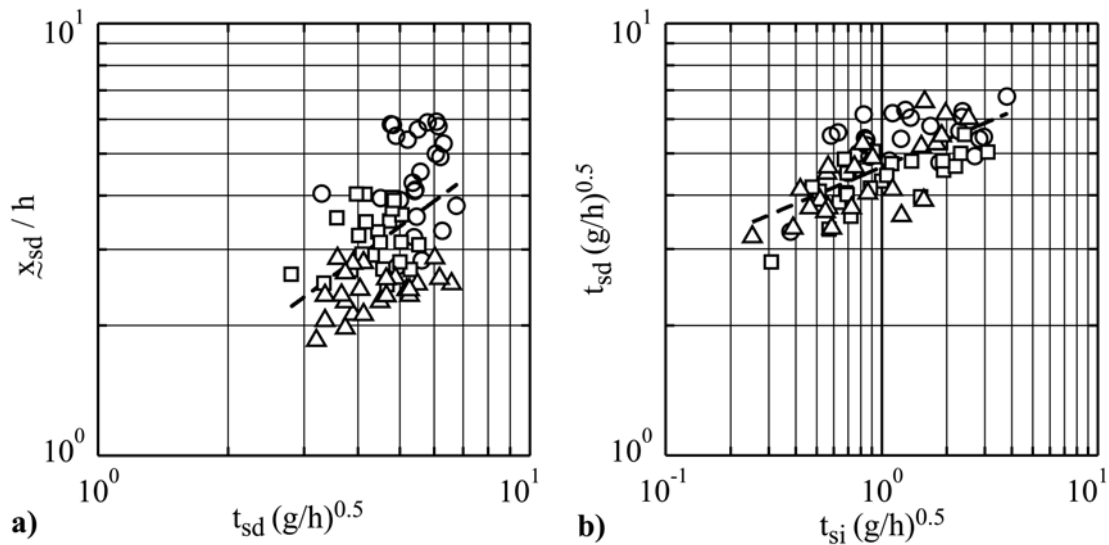 10¹
x̰sd / h
10⁰
10⁰
10¹
tsd (g/h)⁰·⁵
a)
10¹
tsd (g/h)⁰·⁵
10⁰
10⁻¹
10⁰
10¹
tsi (g/h)⁰·⁵
b)